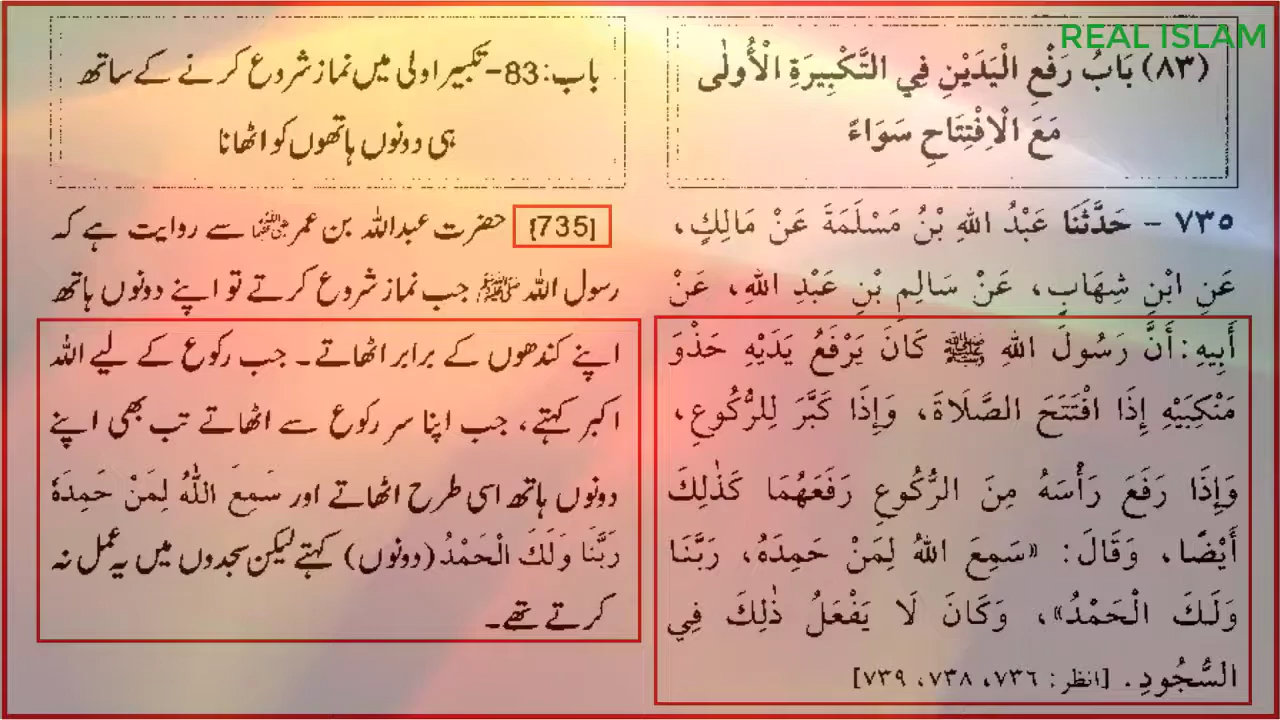 REAL ISLAM
(٨٣) بَابُ رَفْعِ الْيَدَيْنِ فِي التَّكْبِيرَةِ الْأُولٰى
مَعَ الْاِفْتِتَاحِ سَوَاءً
٧٣٥ - حَدَّثَنَا عَبْدُ اللهِ بْنُ مَسْلَمَةَ عَنْ مَالِكٍ،
عَنِ ابْنِ شِهَابٍ، عَنْ سَالِمِ بْنِ عَبْدِ اللهِ، عَنْ
أَبِيهِ: أَنَّ رَسُولَ اللهِ ﷺ كَانَ يَرْفَعُ يَدَيْهِ حَذْوَ
مَنْكِبَيْهِ إِذَا افْتَتَحَ الصَّلَاةَ، وَإِذَا كَبَّرَ لِلرُّكُوعِ،
وَإِذَا رَفَعَ رَأْسَهُ مِنَ الرُّكُوعِ رَفَعَهُمَا كَذٰلِكَ
أَيْضًا، وَقَالَ: «سَمِعَ اللهُ لِمَنْ حَمِدَهُ، رَبَّنَا
وَلَكَ الْحَمْدُ»، وَكَانَ لَا يَفْعَلُ ذٰلِكَ فِي
السُّجُودِ. [انظر: ٧٣٦، ٧٣٨، ٧٣٩]
باب:83- تکبیر اولی میں نماز شروع کرنے کے ساتھ
ہی دونوں ہاتھوں کو اٹھانا
[735] حضرت عبداللہ بن عمر رضی اللہ عنہما سے روایت ہے کہ
رسول اللہ ﷺ جب نماز شروع کرتے تو اپنے دونوں ہاتھ
اپنے کندھوں کے برابر اٹھاتے۔ جب رکوع کے لیے اللہ
اکبر کہتے، جب اپنا سر رکوع سے اٹھاتے تب بھی اپنے
دونوں ہاتھ اسی طرح اٹھاتے اور سَمِعَ اللّٰهُ لِمَنْ حَمِدَهُ
رَبَّنَا وَلَكَ الْحَمْدُ (دونوں) کہتے لیکن سجدوں میں یہ عمل نہ
کرتے تھے۔